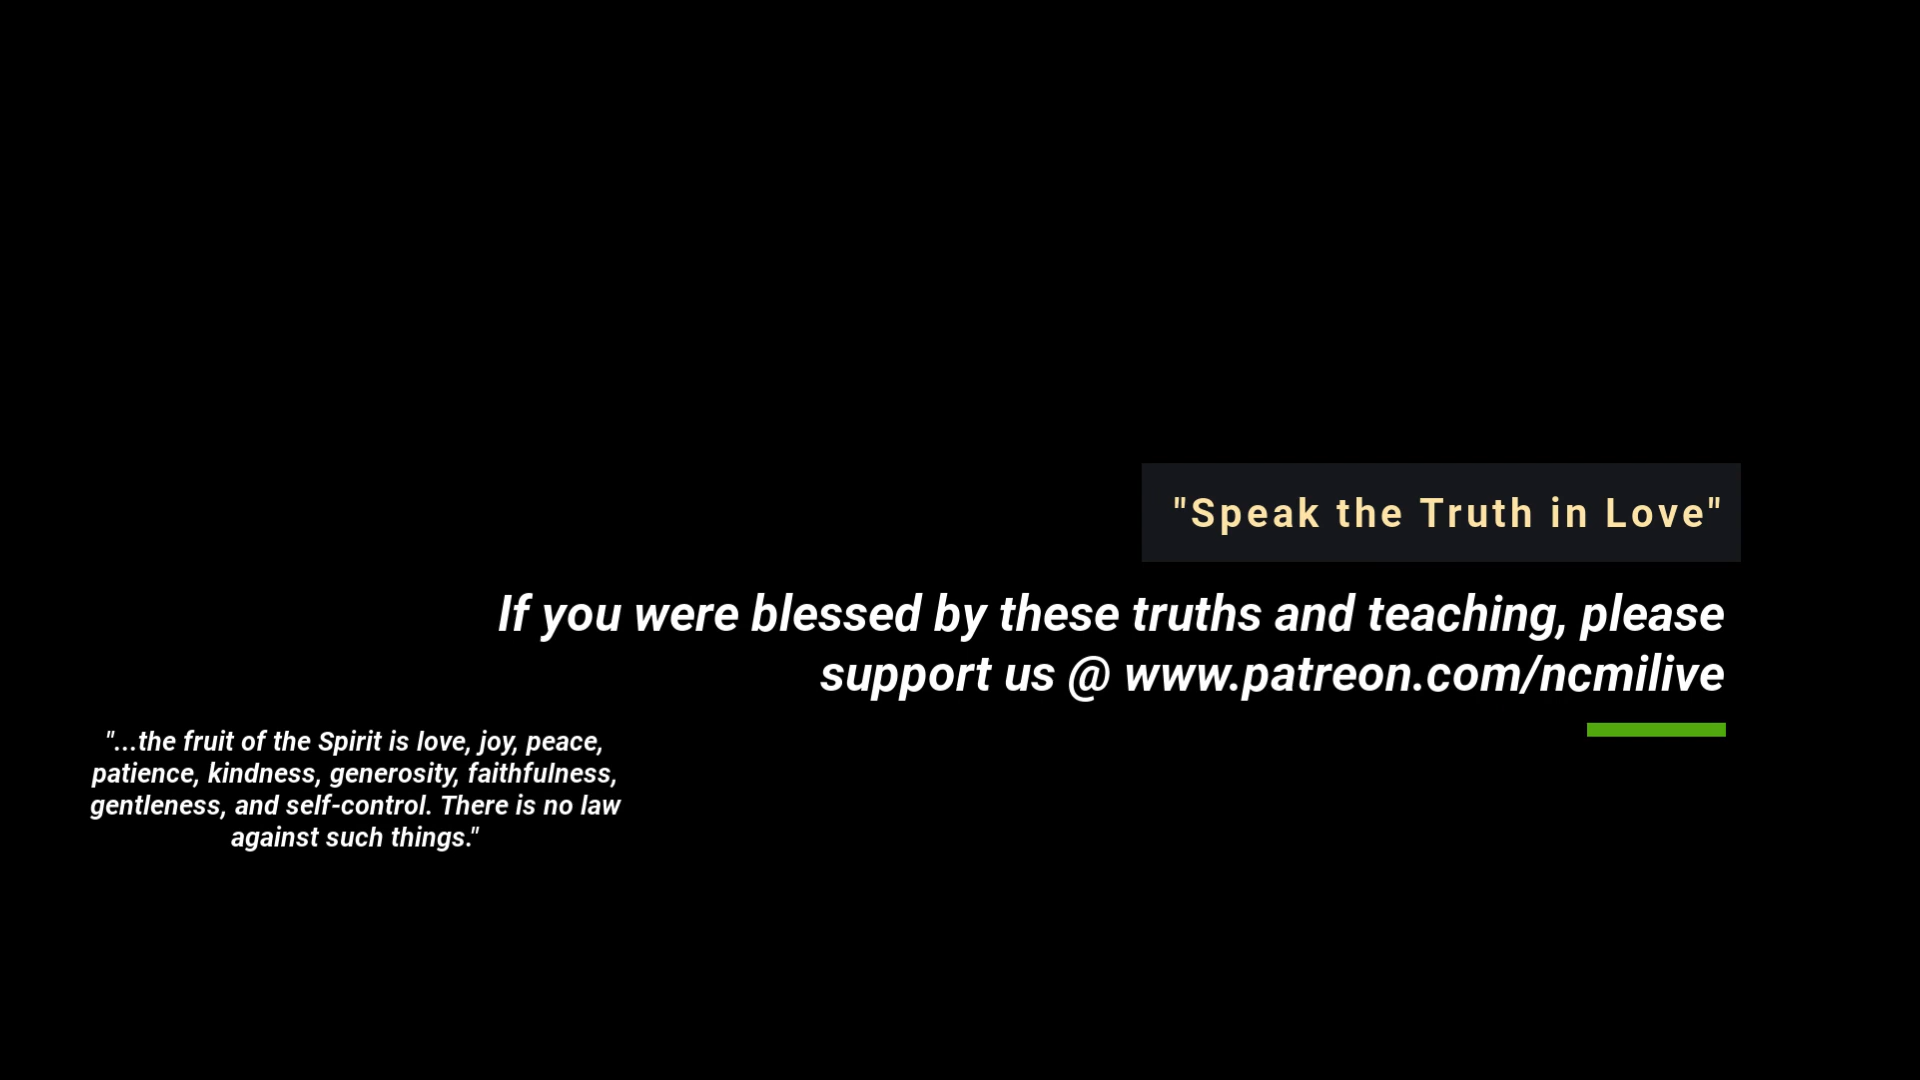 "Speak the Truth in Love"
If you were blessed by these truths and teaching, please
support us @ www.patreon.com/ncmilive
"...the fruit of the Spirit is love, joy, peace,
patience, kindness, generosity, faithfulness,
gentleness, and self-control. There is no law
against such things."